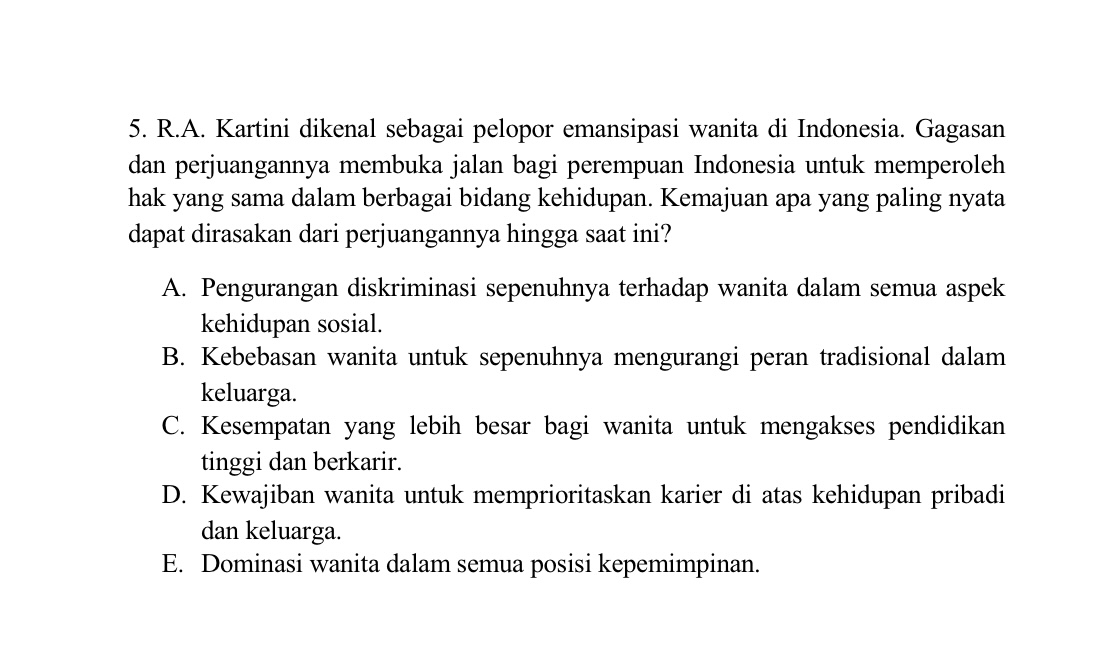 5. R.A. Kartini dikenal sebagai pelopor emansipasi wanita di Indonesia. Gagasan
dan perjuangannya membuka jalan bagi perempuan Indonesia untuk memperoleh
hak yang sama dalam berbagai bidang kehidupan. Kemajuan apa yang paling nyata
dapat dirasakan dari perjuangannya hingga saat ini?
A. Pengurangan diskriminasi sepenuhnya terhadap wanita dalam semua aspek
kehidupan sosial.
B. Kebebasan wanita untuk sepenuhnya mengurangi peran tradisional dalam
keluarga.
C. Kesempatan yang lebih besar bagi wanita untuk mengakses pendidikan
tinggi dan berkarir.
D. Kewajiban wanita untuk memprioritaskan karier di atas kehidupan pribadi
dan keluarga.
E. Dominasi wanita dalam semua posisi kepemimpinan.